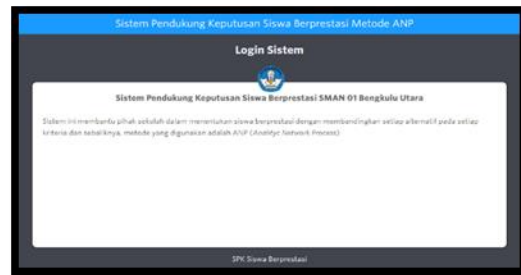 Sistem Pendukung Keputusan Siswa Berprestasi Metode ANP
Login Sistem
Sistem Pendukung Keputusan Siswa Berprestasi SMAN 01 Bengkulu Utara
Sistem ini membantu pihak sekolah dalam menentukan siswa berprestasi dengan membandingkan setiap alternatif pada setiap
kriteria dan sebaliknya, metode yang digunakan adalah ANP (Analityc Network Process)
SPK Siswa Berprestasi